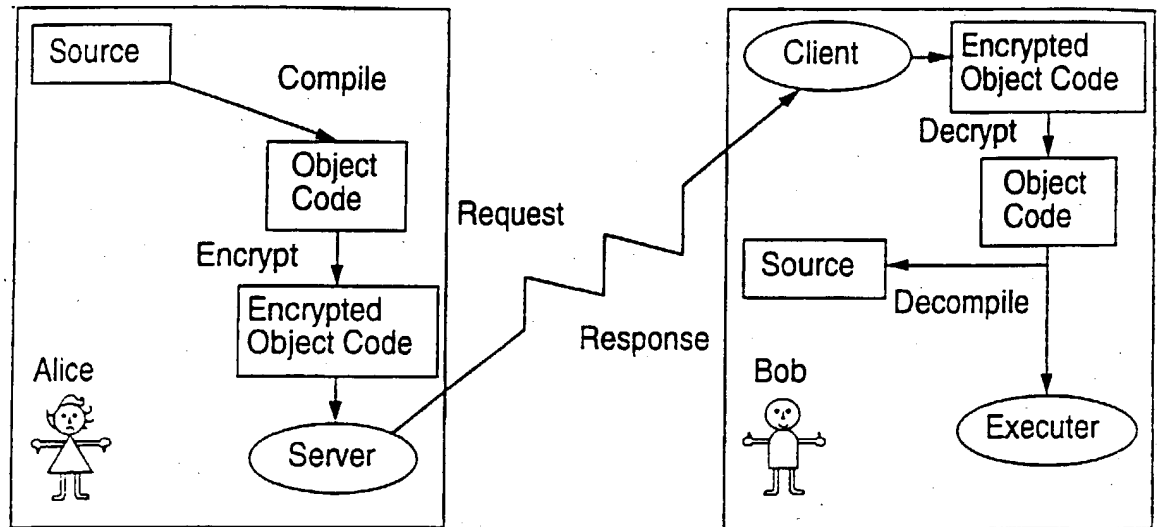 Source
Compile
Object
Code
Encrypt
Encrypted
Object Code
Alice
Server
Request
Response
Client
Encrypted
Object Code
Decrypt
Object
Code
Source
Decompile
Bob
Executer